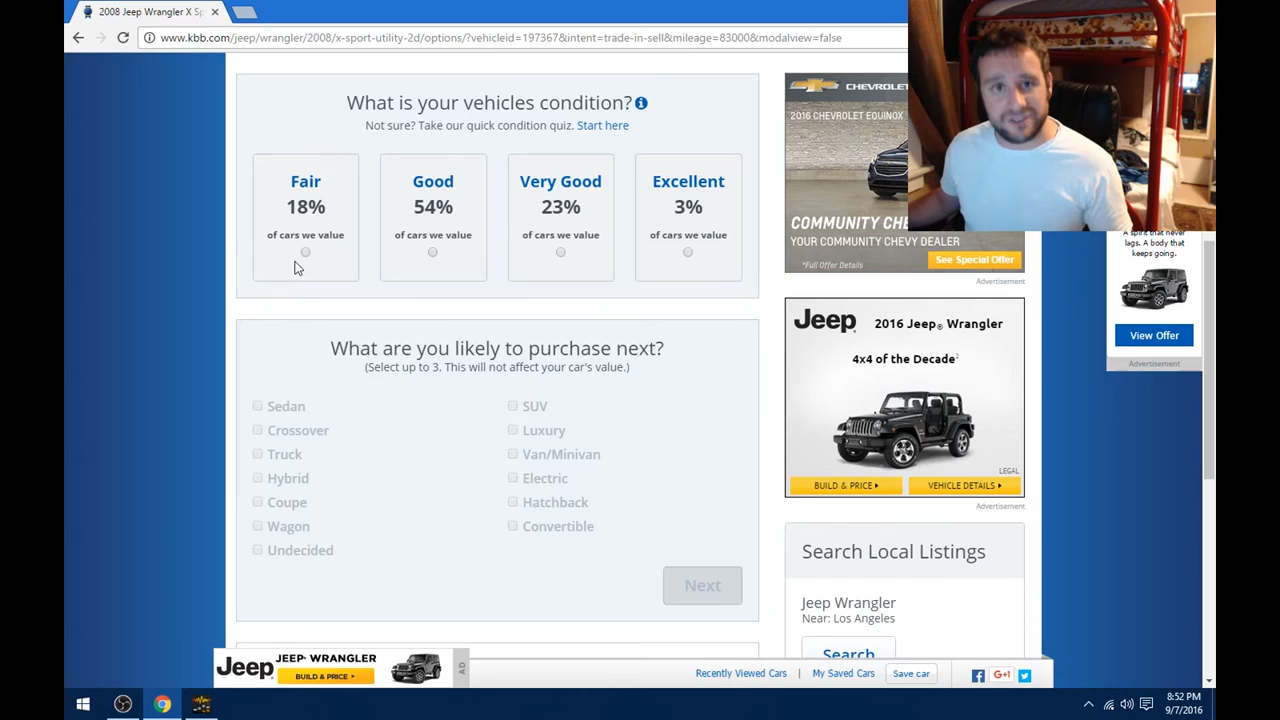 2008 Jeep Wrangler X Sp
www.kbb.com/jeep/wrangler/2008/x-sport-utility-2d/options/?vehicleid=197367&intent=trade-in-sell&mileage=83000&modalview=false
What is your vehicles condition?
Not sure? Take our quick condition quiz. Start here
Fair
18%
of cars we value
Good
54%
of cars we value
Very Good
23%
of cars we value
Excellent
3%
of cars we value
What are you likely to purchase next?
(Select up to 3. This will not affect your car's value.)
Sedan
Crossover
Truck
Hybrid
Coupe
Wagon
Undecided
SUV
Luxury
Van/Minivan
Electric
Hatchback
Convertible
Next
CHEVROLET
2016 CHEVROLET EQUINOX
COMMUNITY CHE
YOUR COMMUNITY CHEVY DEALER
*Full Offer Details
See Special Offer
Advertisement
Jeep 2016 Jeep® Wrangler
4x4 of the Decade2
LEGAL
BUILD & PRICE
VEHICLE DETAILS
Advertisement
A spirit that never
lags. A body that
keeps going.
View Offer
Advertisement
Search Local Listings
Jeep Wrangler
Near: Los Angeles
Search
Jeep
JEEP® WRANGLER
BUILD & PRICE
AD
Recently Viewed Cars
My Saved Cars
Save car
f
G+1
8:52 PM
9/7/2016